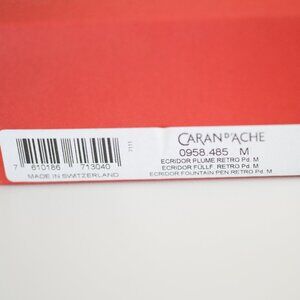 CARAN D'ACHE
0958.485 M
ECRIDOR PLUME RETRO Pd. M
ECRIDOR FÜLLF. RETRO Pd. M
ECRIDOR FOUNTAIN PEN RETRO Pd. M
7111
7 610186 713040
MADE IN SWITZERLAND